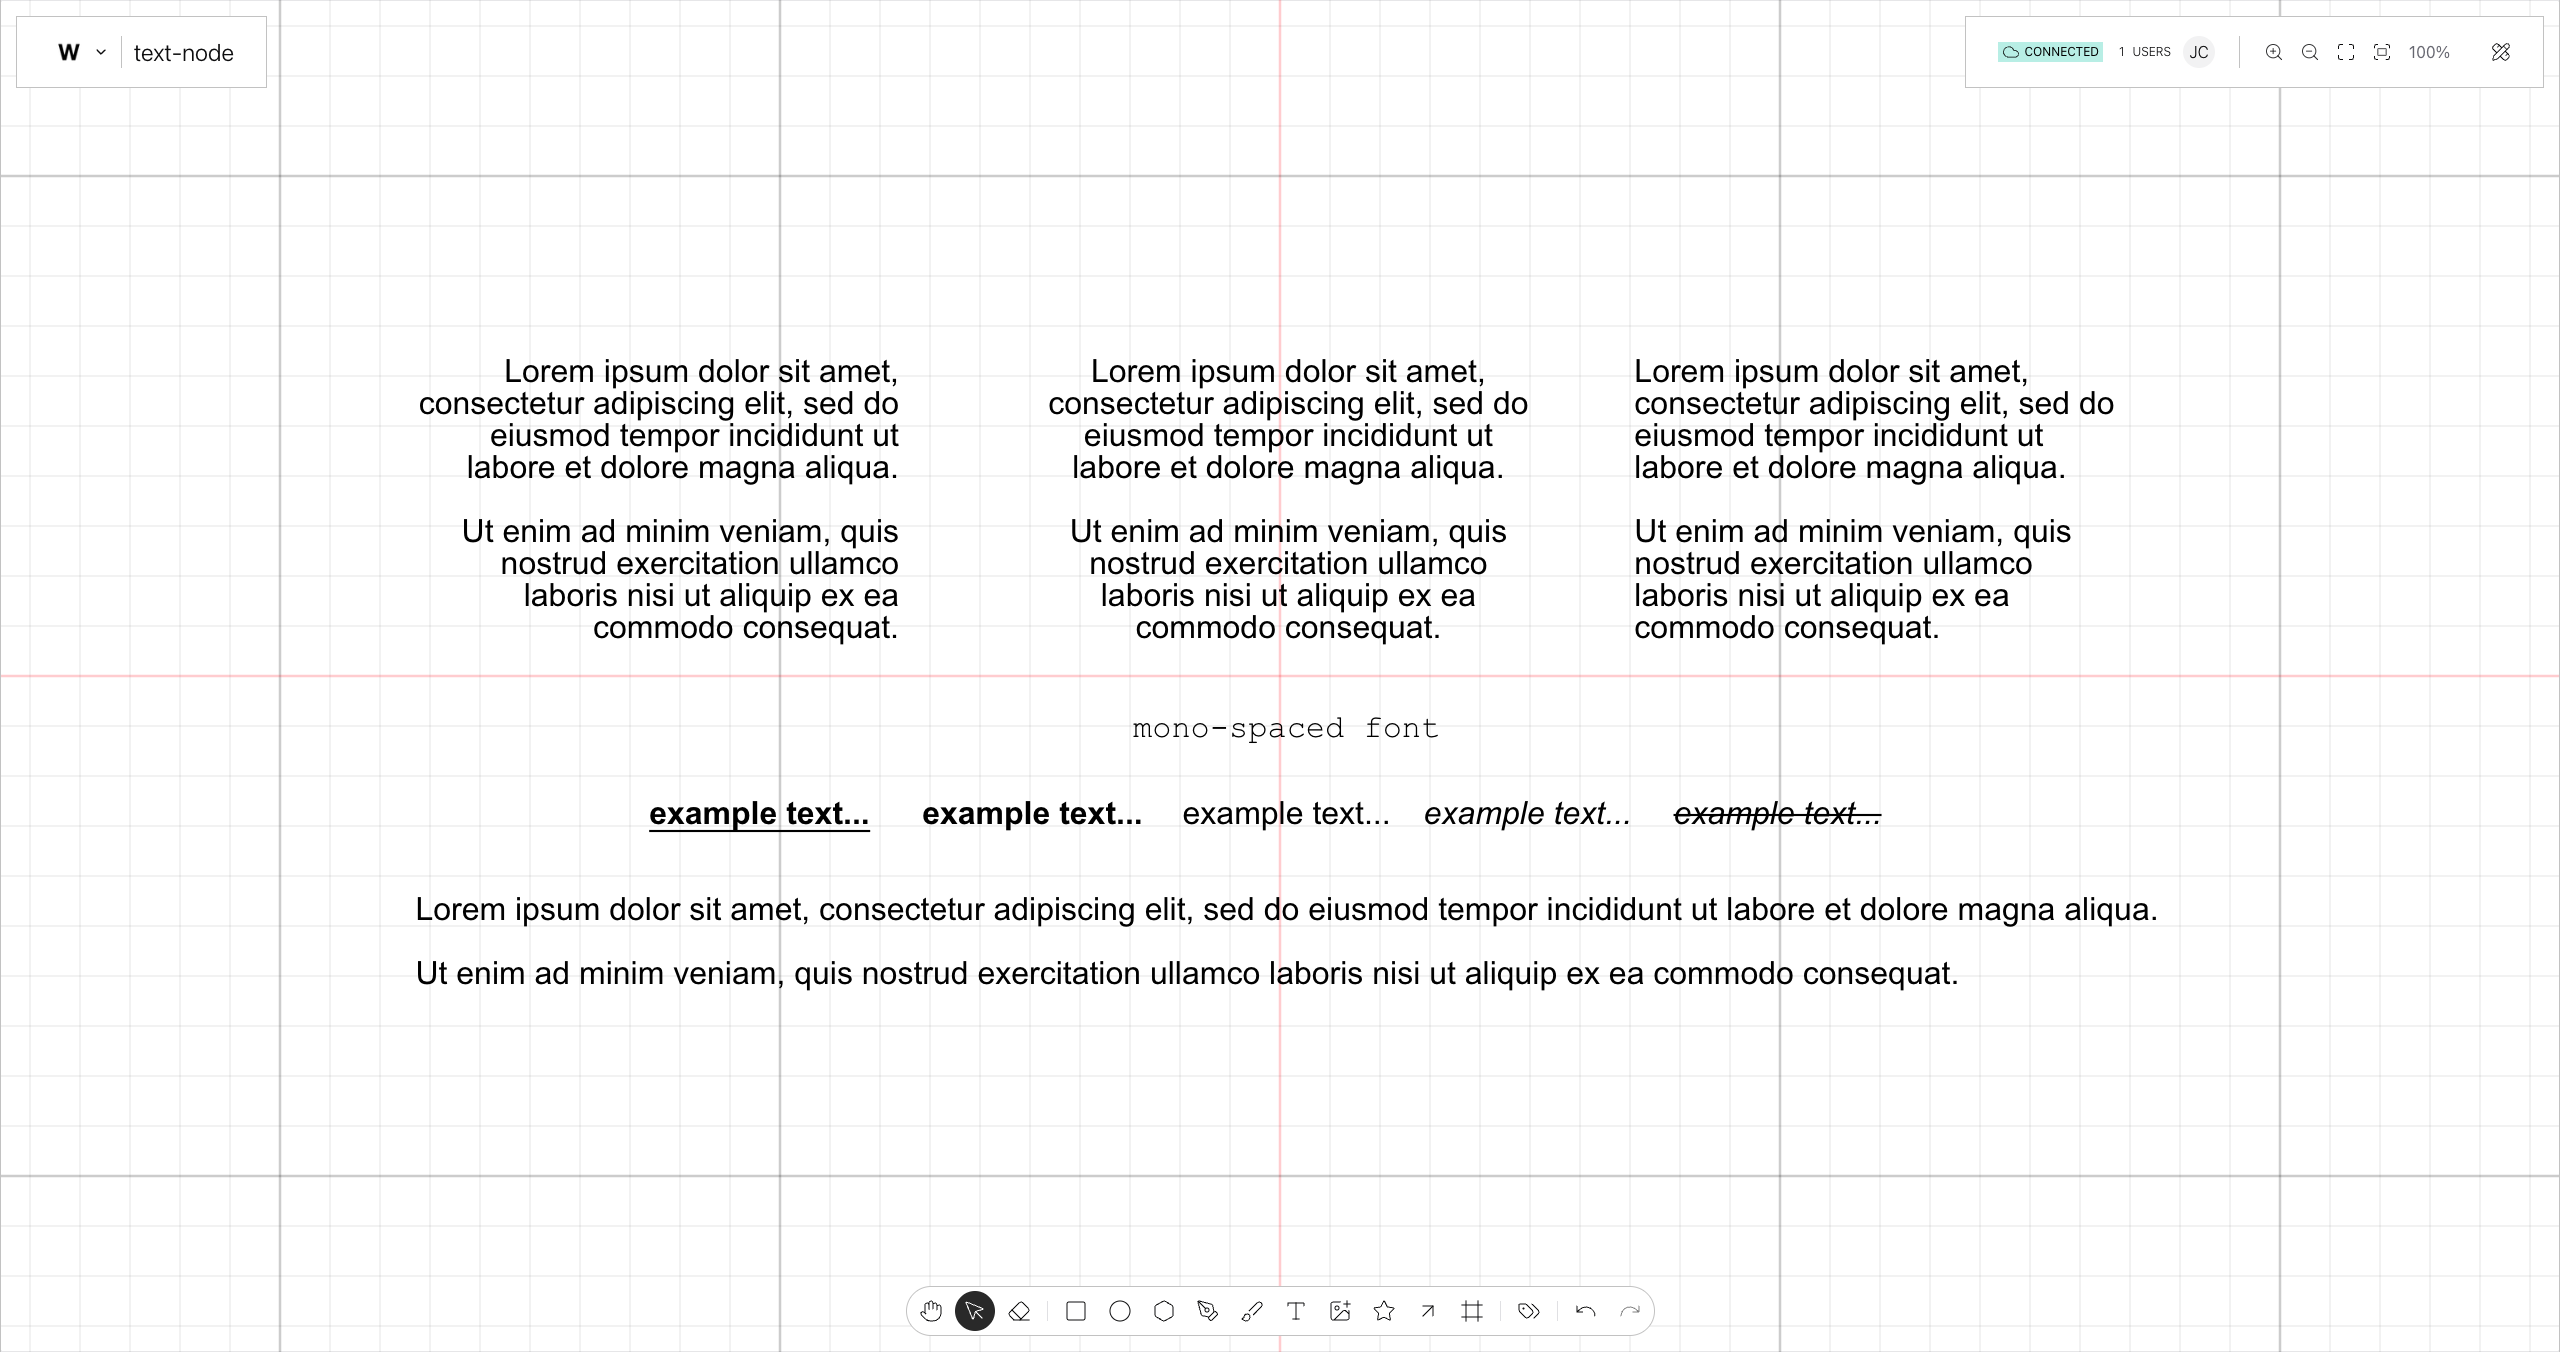 W text-node
CONNECTED 1 USERS JC 100%
Lorem ipsum dolor sit amet,
consectetur adipiscing elit, sed do
eiusmod tempor incididunt ut
labore et dolore magna aliqua.
Ut enim ad minim veniam, quis
nostrud exercitation ullamco
laboris nisi ut aliquip ex ea
commodo consequat.
Lorem ipsum dolor sit amet,
consectetur adipiscing elit, sed do
eiusmod tempor incididunt ut
labore et dolore magna aliqua.
Ut enim ad minim veniam, quis
nostrud exercitation ullamco
laboris nisi ut aliquip ex ea
commodo consequat.
Lorem ipsum dolor sit amet,
consectetur adipiscing elit, sed do
eiusmod tempor incididunt ut
labore et dolore magna aliqua.
Ut enim ad minim veniam, quis
nostrud exercitation ullamco
laboris nisi ut aliquip ex ea
commodo consequat.
mono-spaced font
example text... example text... example text... example text... example text...
Lorem ipsum dolor sit amet, consectetur adipiscing elit, sed do eiusmod tempor incididunt ut labore et dolore magna aliqua.
Ut enim ad minim veniam, quis nostrud exercitation ullamco laboris nisi ut aliquip ex ea commodo consequat.